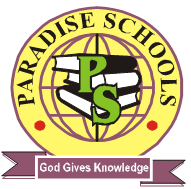 PARADISE SCHOOLS
PS
God Gives Knowledge